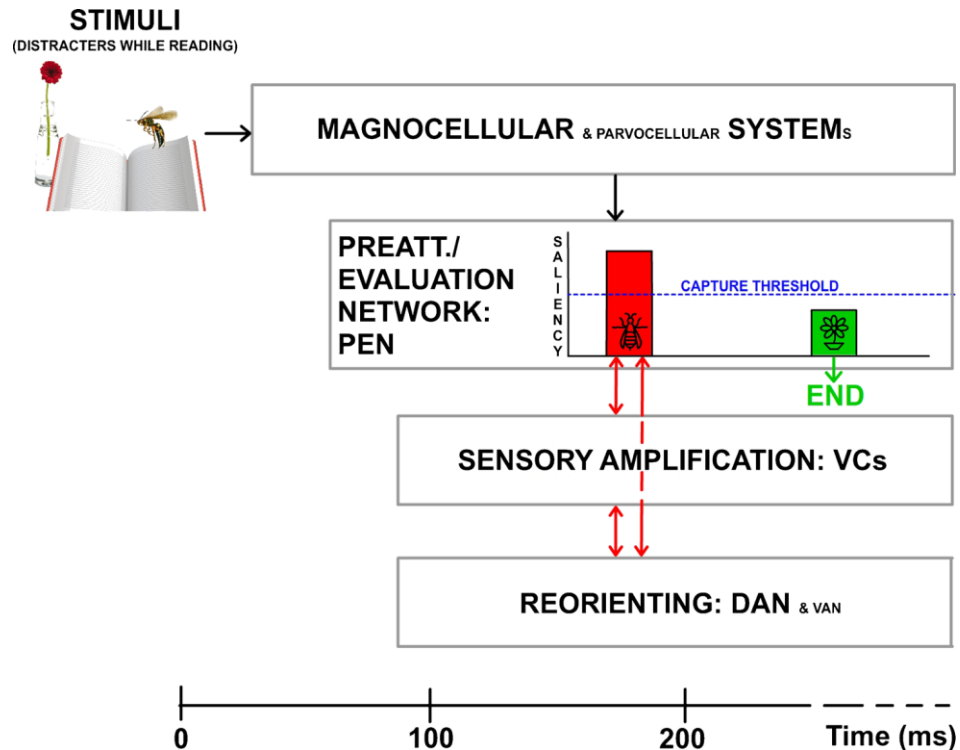 STIMULI
(DISTRACTERS WHILE READING)
MAGNOCELLULAR & PARVOCELLULAR SYSTEMS
PREATT./
EVALUATION
NETWORK:
PEN
SALIENCY
CAPTURE THRESHOLD
END
SENSORY AMPLIFICATION: VCs
REORIENTING: DAN & VAN
0
100
200
Time (ms)